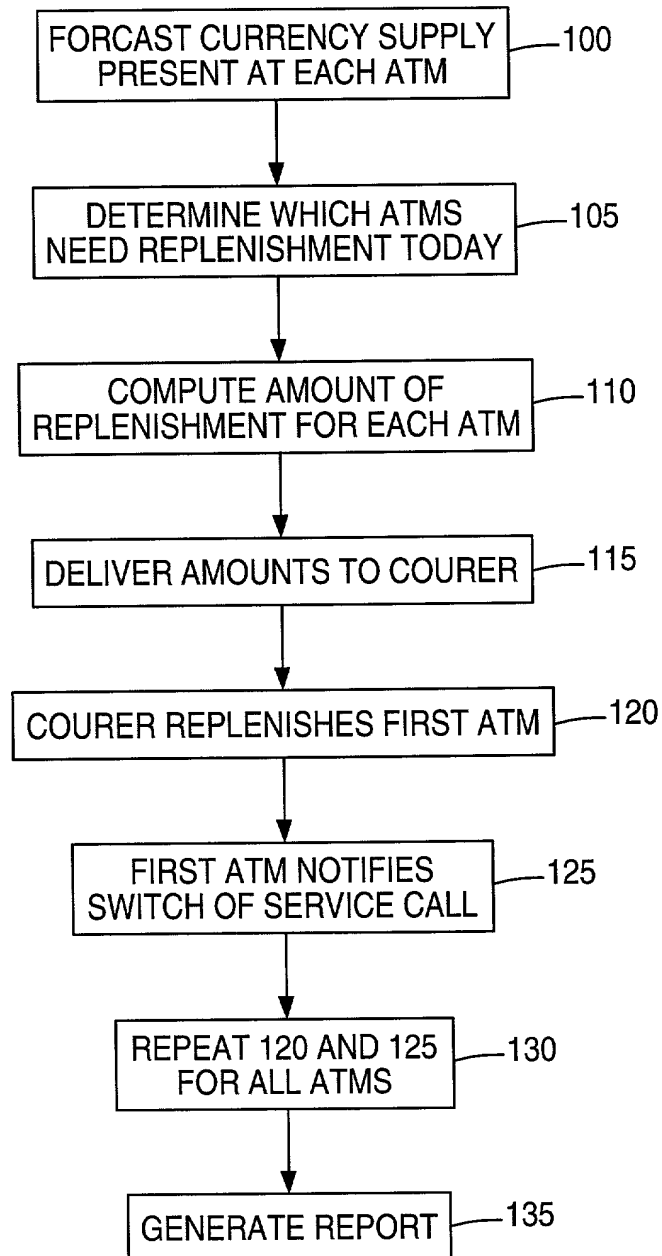 FORCAST CURRENCY SUPPLY
PRESENT AT EACH ATM
100
DETERMINE WHICH ATMS
NEED REPLENISHMENT TODAY
105
COMPUTE AMOUNT OF
REPLENISHMENT FOR EACH ATM
110
DELIVER AMOUNTS TO COURER
115
COURER REPLENISHES FIRST ATM
120
FIRST ATM NOTIFIES
SWITCH OF SERVICE CALL
125
REPEAT 120 AND 125
FOR ALL ATMS
130
GENERATE REPORT
135